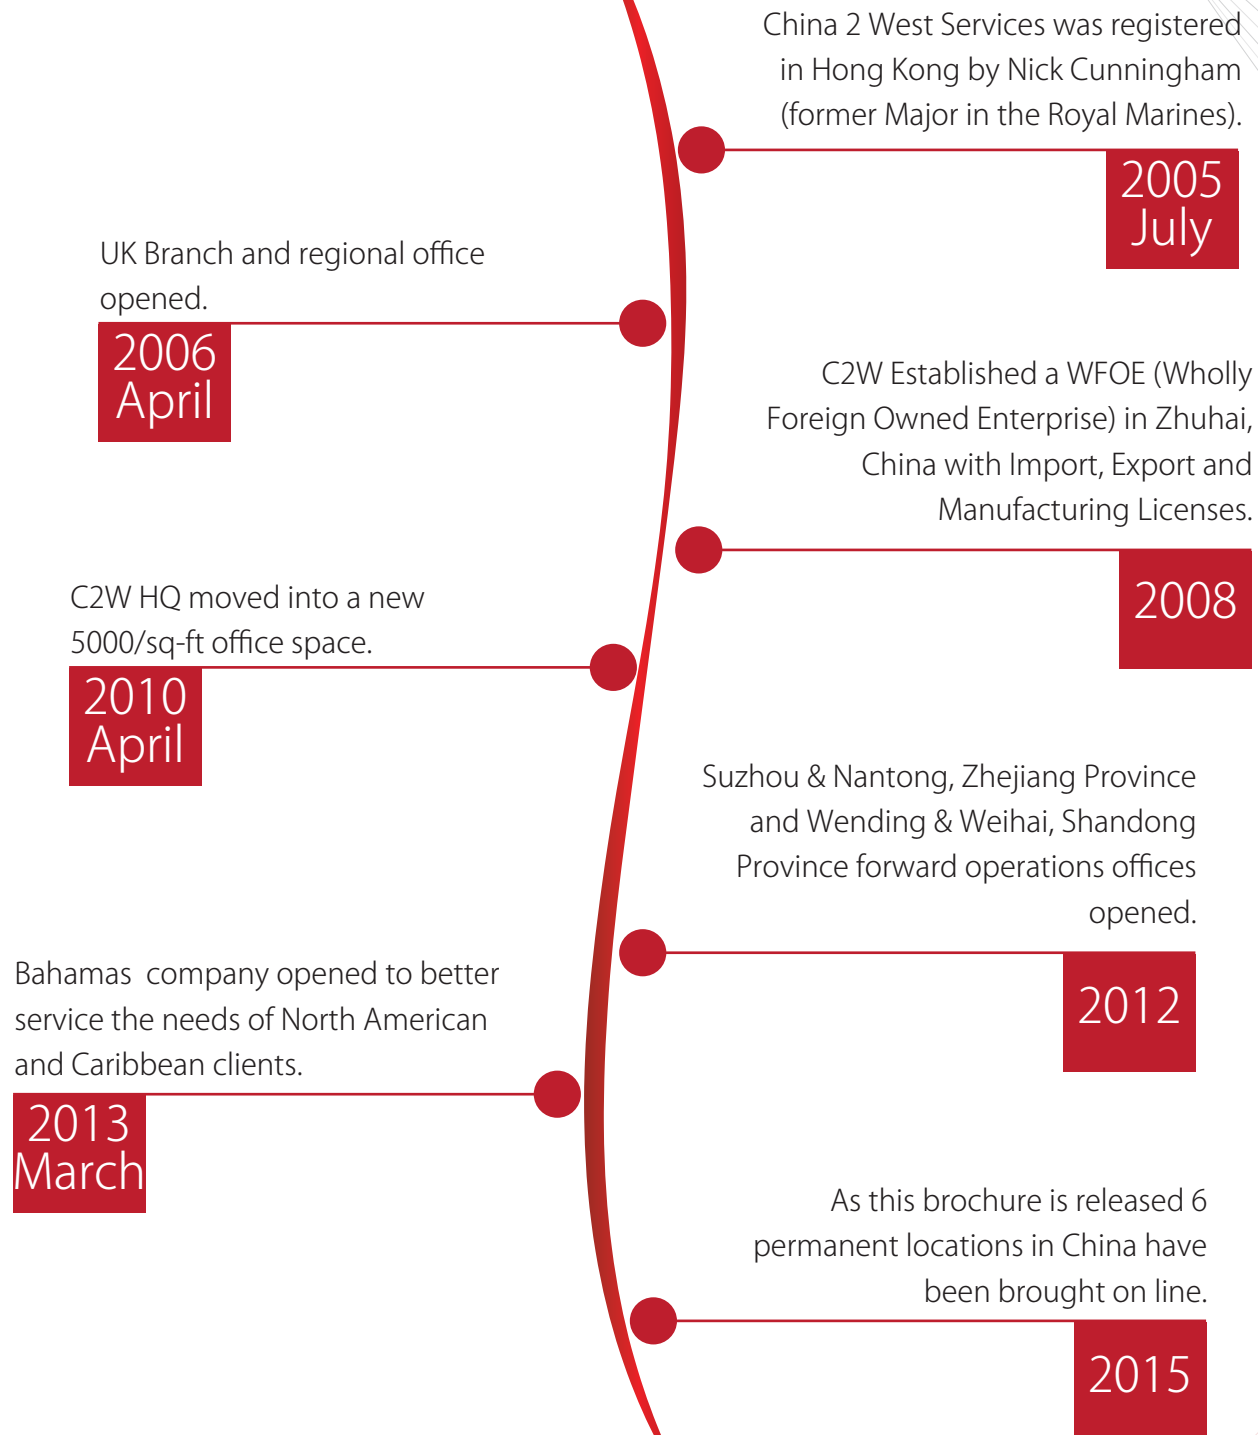 China 2 West Services was registered
in Hong Kong by Nick Cunningham
(former Major in the Royal Marines).
2005
July
UK Branch and regional office
opened.
2006
April
C2W Established a WFOE (Wholly
Foreign Owned Enterprise) in Zhuhai,
China with Import, Export and
Manufacturing Licenses.
2008
C2W HQ moved into a new
5000/sq-ft office space.
2010
April
Suzhou & Nantong, Zhejiang Province
and Wending & Weihai, Shandong
Province forward operations offices
opened.
2012
Bahamas  company opened to better
service the needs of North American
and Caribbean clients.
2013
March
As this brochure is released 6
permanent locations in China have
been brought on line.
2015